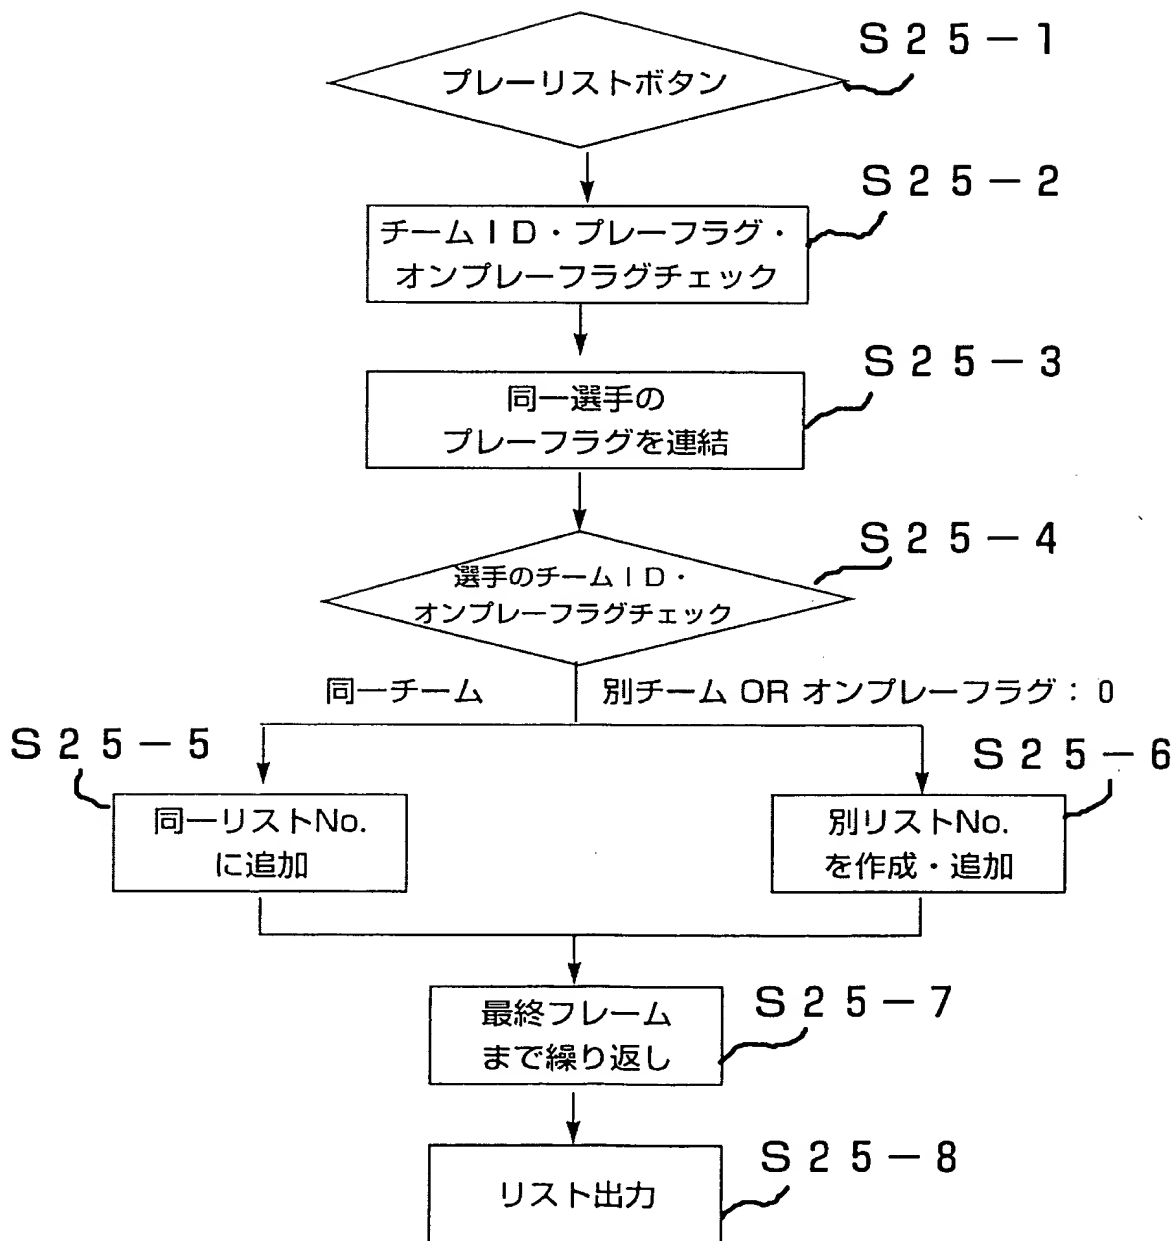 S25-1
プレーリストボタン
S25-2
チームID・プレーフラグ・
オンプレーフラグチェック
S25-3
同一選手の
プレーフラグを連結
S25-4
選手のチームID・
オンプレーフラグチェック
同一チーム
別チーム OR オンプレーフラグ：0
S25-5
S25-6
同一リストNo.
に追加
別リストNo.
を作成・追加
S25-7
最終フレーム
まで繰り返し
S25-8
リスト出力